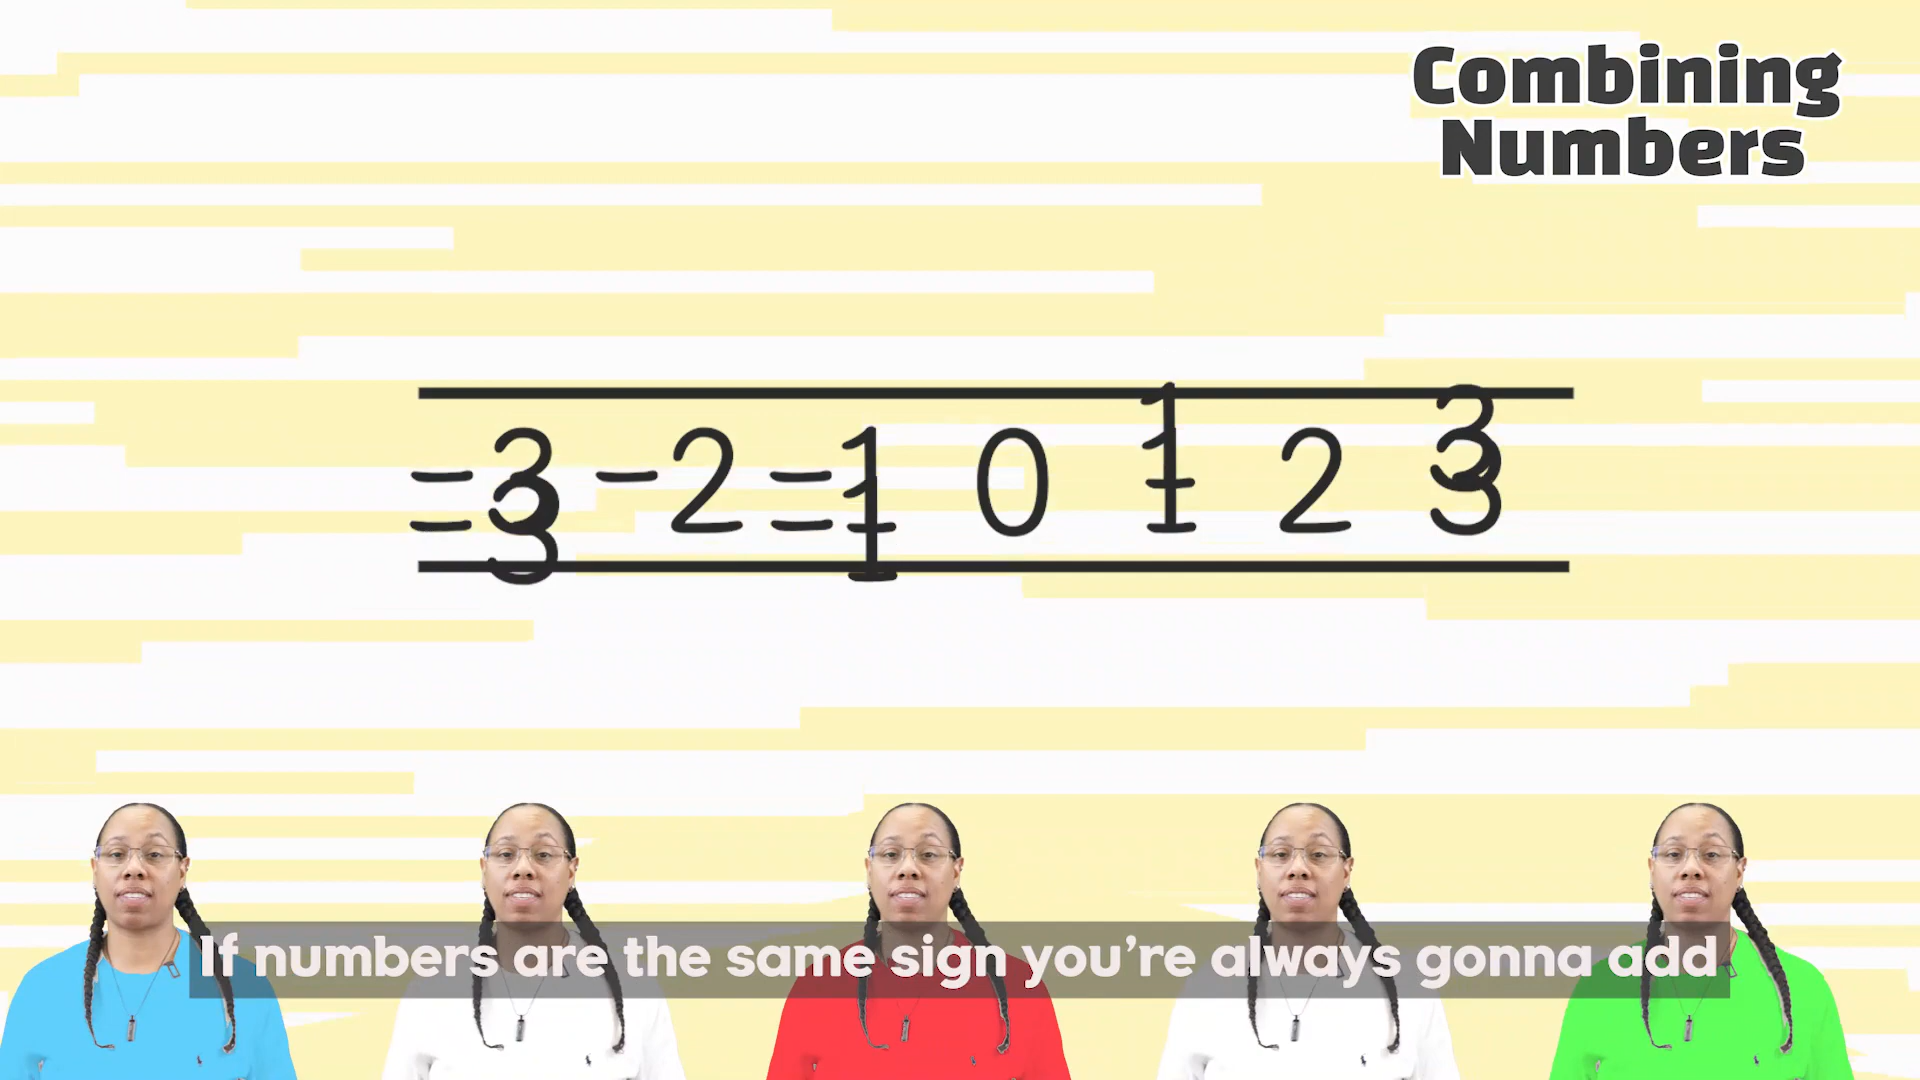 Combining
Numbers
-3 -2 -1 0 1 2 3
If numbers are the same sign you're always gonna add